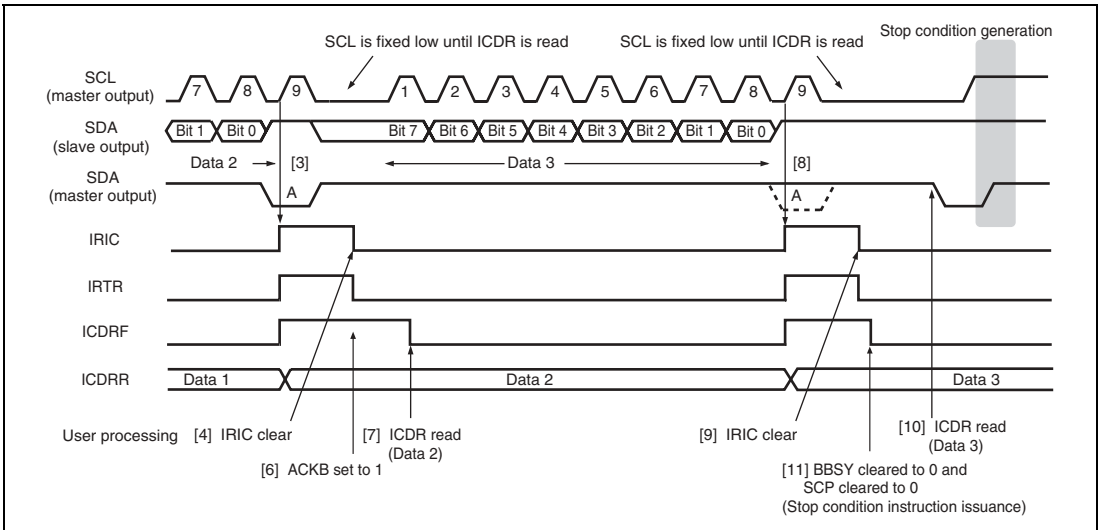 Stop condition generation
SCL is fixed low until ICDR is read
SCL is fixed low until ICDR is read
SCL
(master output)
7 8 9 1 2 3 4 5 6 7 8 9
SDA
(slave output)
Bit 1 Bit 0 Bit 7 Bit 6 Bit 5 Bit 4 Bit 3 Bit 2 Bit 1 Bit 0
Data 2 [3] Data 3 [8]
SDA
(master output)
A A
IRIC
IRTR
ICDRF
ICDRR
Data 1 Data 2 Data 3
User processing
[4] IRIC clear
[6] ACKB set to 1
[7] ICDR read
(Data 2)
[9] IRIC clear
[10] ICDR read
(Data 3)
[11] BBSY cleared to 0 and
SCP cleared to 0
(Stop condition instruction issuance)